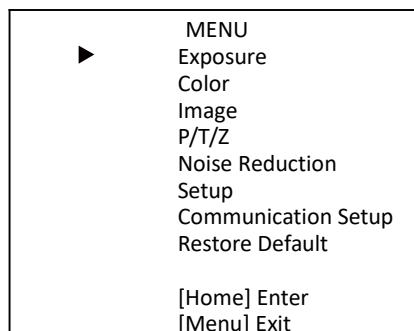 MENU
Exposure
Color
Image
P/T/Z
Noise Reduction
Setup
Communication Setup
Restore Default
[Home] Enter
[Menu] Exit